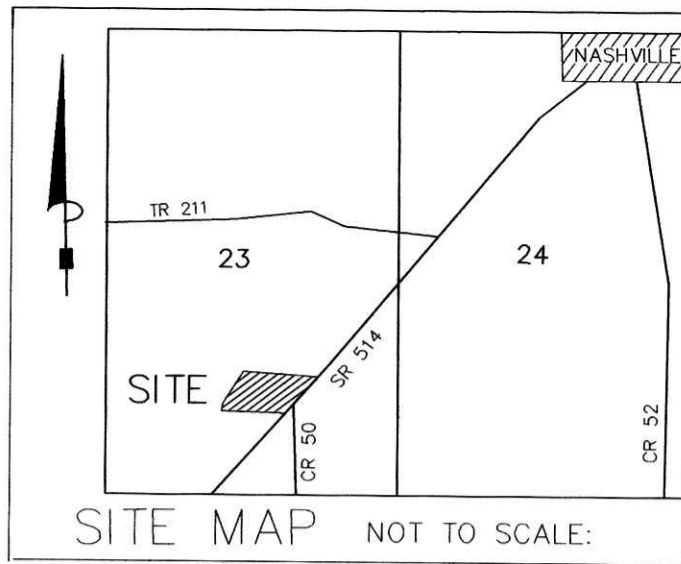 NASHVILLE
TR 211
23
24
SR 514
SITE
CR 50
CR 52
SITE MAP NOT TO SCALE: